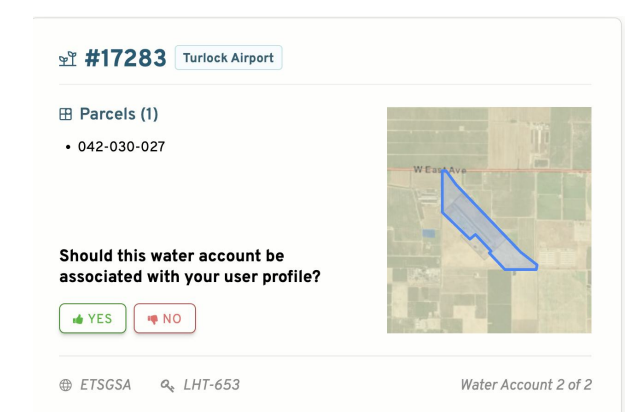 #17283 Turlock Airport
Parcels (1)
• 042-030-027
W East Ave
Should this water account be
associated with your user profile?
YES NO
ETSGSA LHT-653 Water Account 2 of 2